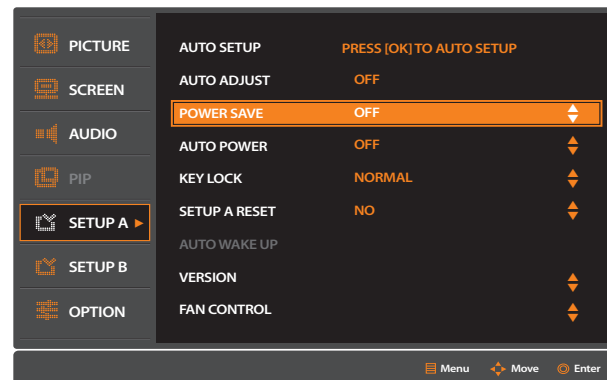 PICTURE
SCREEN
AUDIO
PIP
SETUP A
SETUP B
OPTION
AUTO SETUP PRESS [OK] TO AUTO SETUP
AUTO ADJUST OFF
POWER SAVE OFF
AUTO POWER OFF
KEY LOCK NORMAL
SETUP A RESET NO
AUTO WAKE UP
VERSION
FAN CONTROL
Menu Move Enter